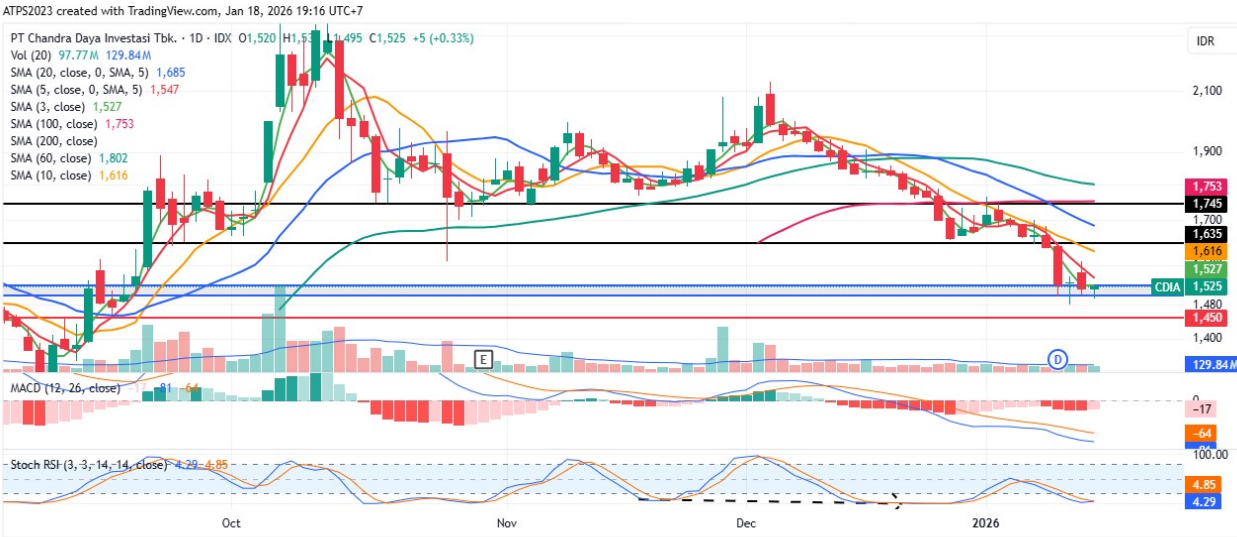 ATPS2023 created with TradingView.com, Jan 18, 2026 19:16 UTC+7
PT Chandra Daya Investasi Tbk. · 1D · IDX O1,520 L1,495 C1,525 +5 (+0.33%)
IDR
Vol (20) 97.77M 129.84M
SMA (20, close, 0, SMA, 5) 1,685
SMA (5, close, 0, SMA, 5) 1,547
SMA (3, close) 1,527
SMA (100, close) 1,753
SMA (200, close)
SMA (60, close) 1,802
SMA (10, close) 1,616
2,100
1,900
1,753
1,745
1,700
1,635
1,616
1,527
CDIA 1,525
1,480
1,450
1,400
E
D
129.84M
MACD (12, 26, close) -17 -81 -64
0
-17
-64
100.00
Stoch RSI (3, 3, 14, 14, close) 4.29 4.85
4.85
4.29
Oct
Nov
Dec
2026